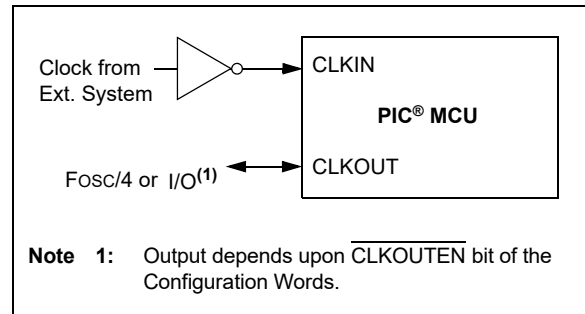 Clock from
Ext. System
CLKIN
PIC® MCU
FOSC/4 or I/O(1)
CLKOUT
Note 1: Output depends upon CLKOUTEN bit of the
Configuration Words.